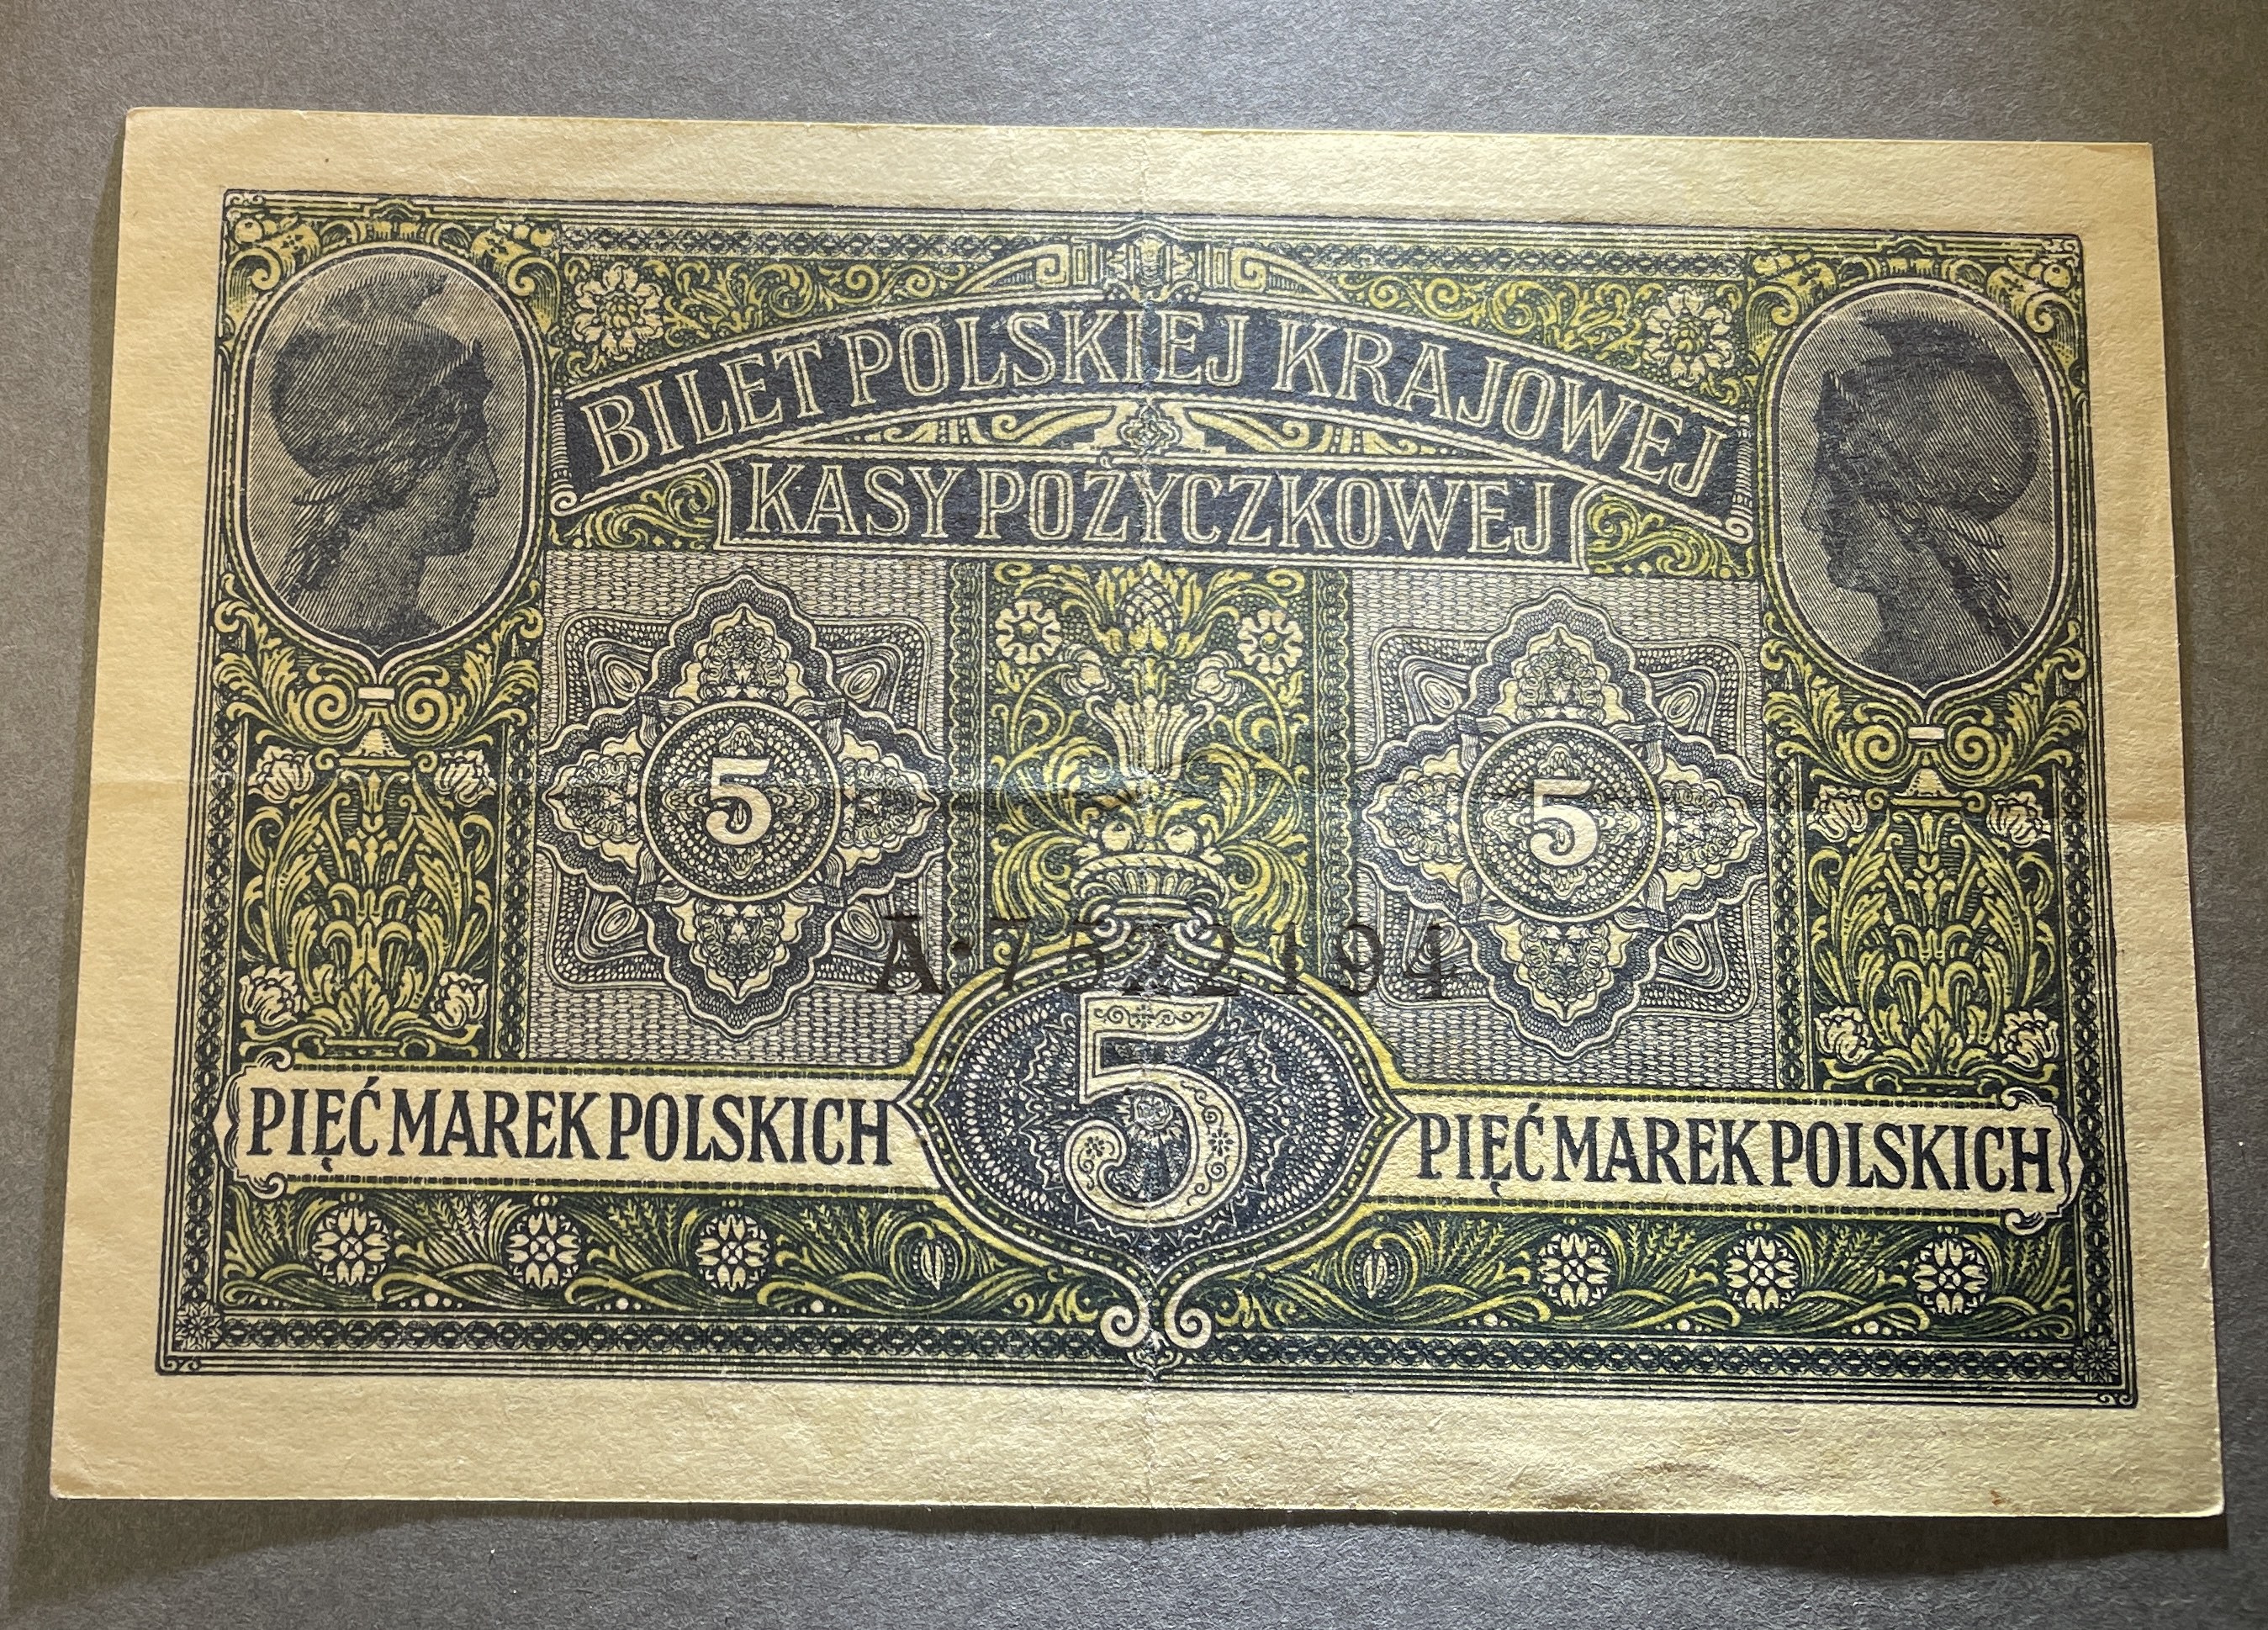 BILET POLSKIEJ KRAJOWEJ
KASY POŻYCZKOWEJ
5 5
A·7522194
5
PIĘĆ MAREK POLSKICH PIĘĆ MAREK POLSKICH